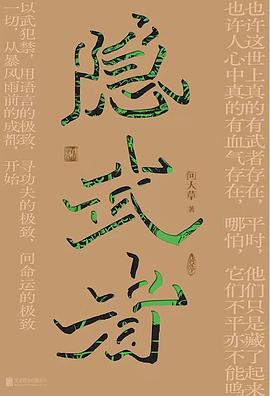 也许这世上真的有武者存在，平时，他们只是藏了起来
也许人心中真的有血气存在，哪怕，它们不平亦不能鸣
隐武者
何大草 著
以武犯禁，用语言的极致，寻功夫的极致，问命运的极致
一切，从暴风雨前的成都，开始